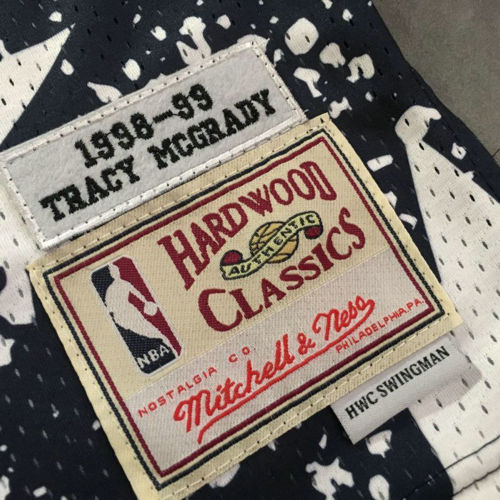 1998-99
TRACY MCGRADY
HARDWOOD
AUTHENTIC
CLASSICS
NBA
NOSTALGIA CO.
Mitchell & Ness
PHILADELPHIA, PA.
HWC SWINGMAN